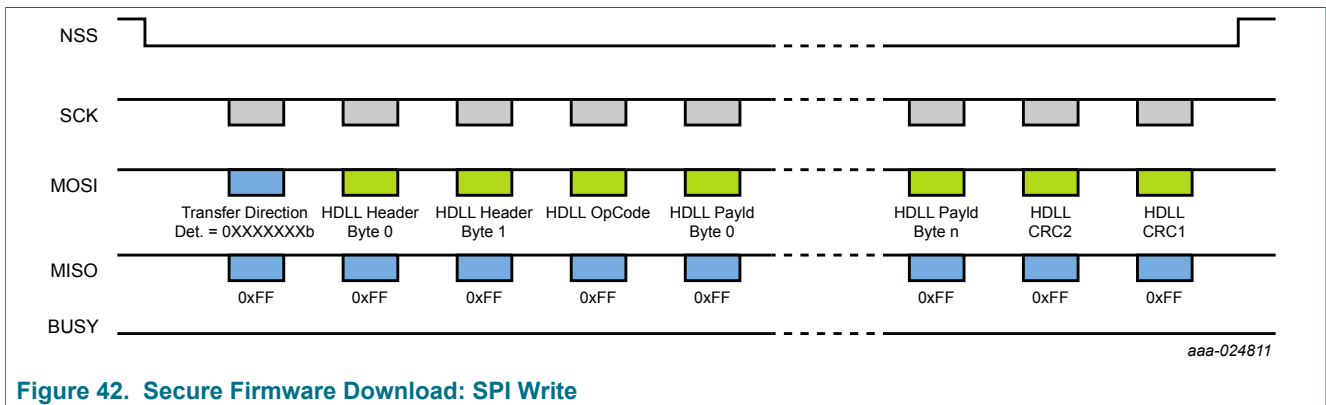 NSS
SCK
MOSI
Transfer Direction
Det. = 0XXXXXXXb
HDLL Header
Byte 0
HDLL Header
Byte 1
HDLL OpCode
HDLL Payld
Byte 0
HDLL Payld
Byte n
HDLL
CRC2
HDLL
CRC1
MISO
0xFF 0xFF 0xFF 0xFF 0xFF 0xFF 0xFF 0xFF
BUSY
aaa-024811
Figure 42. Secure Firmware Download: SPI Write